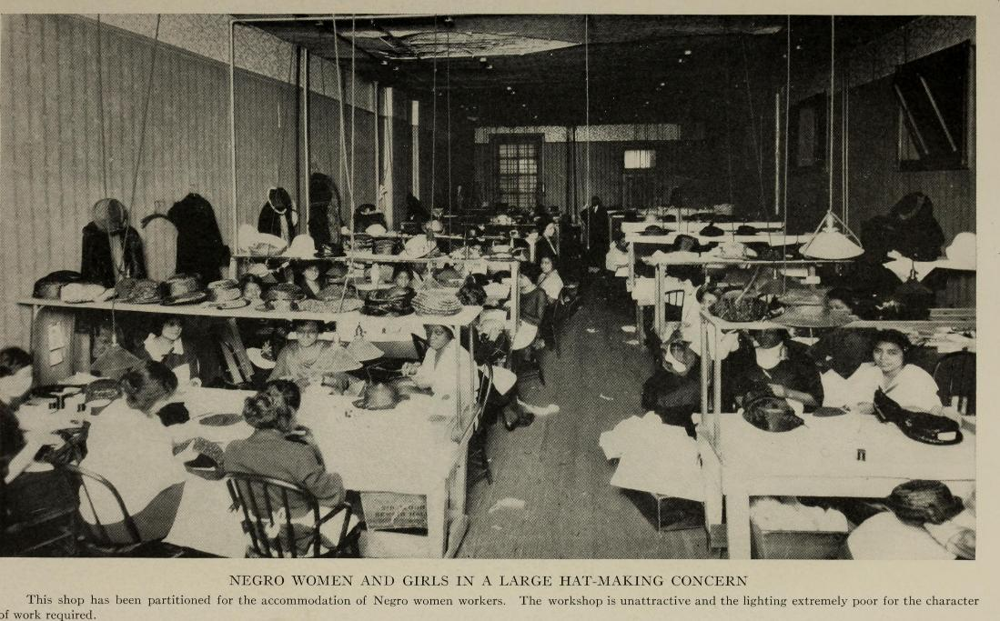 NEGRO WOMEN AND GIRLS IN A LARGE HAT-MAKING CONCERN
This shop has been partitioned for the accommodation of Negro women workers. The workshop is unattractive and the lighting extremely poor for the character
of work required.